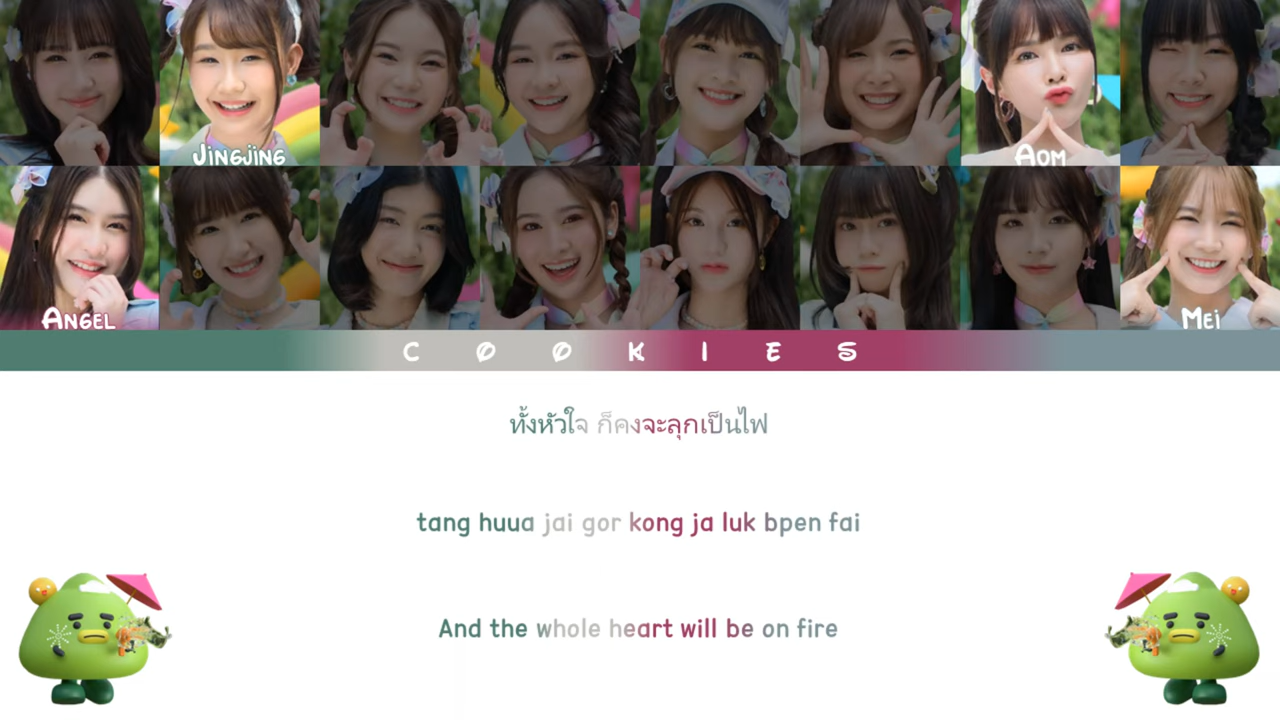 Jingjing
Aom
Angel
Mei
C Ø Ø K I E S
ทั้งหัวใจ ก็คงจะลุกเป็นไฟ
tang huua jai gor kong ja luk bpen fai
And the whole heart will be on fire